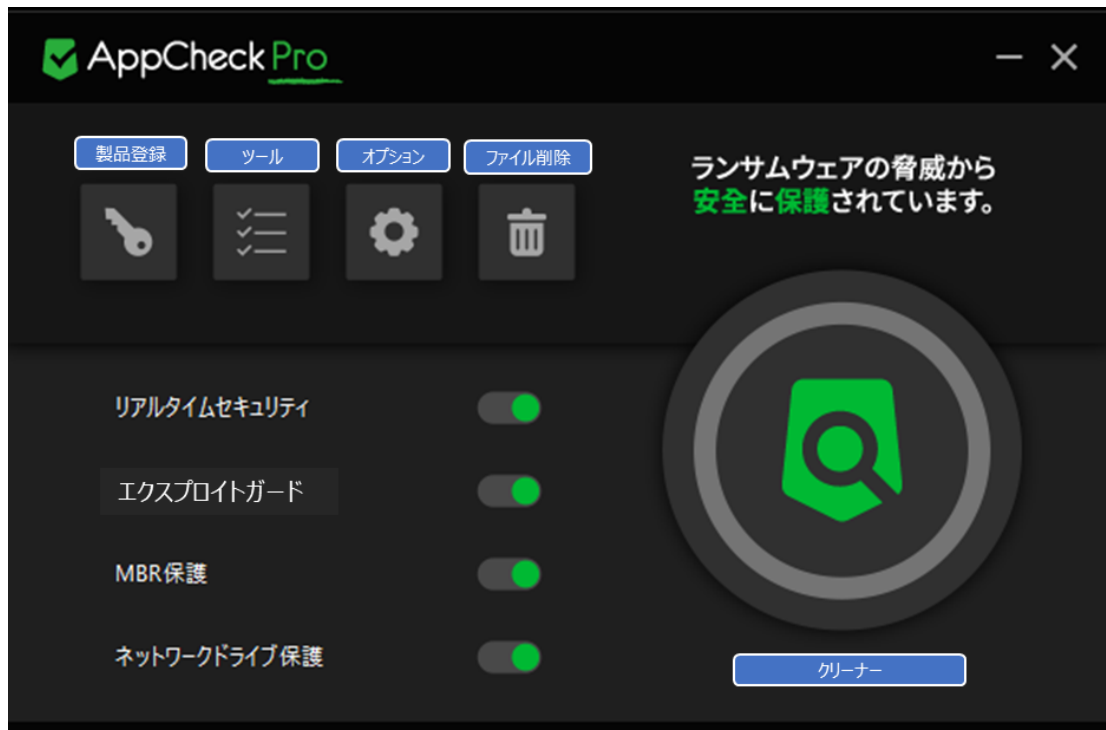 AppCheck Pro
製品登録
ツール
オプション
ファイル削除
ランサムウェアの脅威から
安全に保護されています。
リアルタイムセキュリティ
エクスプロイトガード
MBR保護
ネットワークドライブ保護
クリーナー